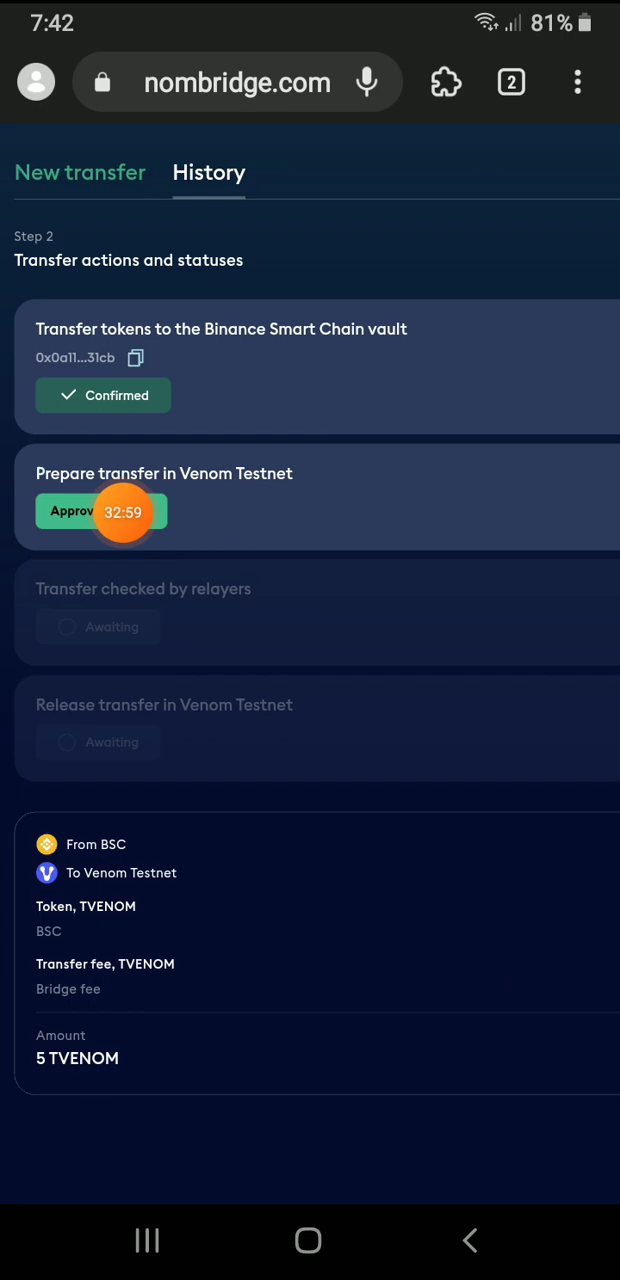 7:42
81%
nombridge.com
2
New transfer
History
Step 2
Transfer actions and statuses
Transfer tokens to the Binance Smart Chain vault
0x0a11...31cb
Confirmed
Prepare transfer in Venom Testnet
32:59
Transfer checked by relayers
Awaiting
Release transfer in Venom Testnet
Awaiting
From BSC
To Venom Testnet
Token, TVENOM
BSC
Transfer fee, TVENOM
Bridge fee
Amount
5 TVENOM